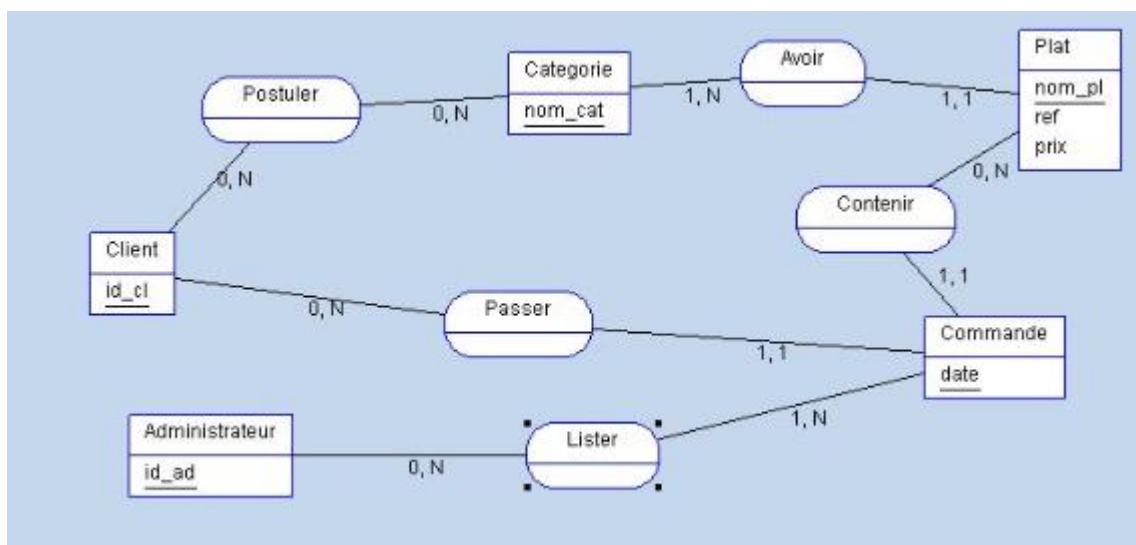 Plat
nom_pl
ref
prix
Avoir
Categorie
nom_cat
1, N
1, 1
Postuler
0, N
0, N
0, N
Contenir
1, 1
Client
id_cl
0, N
Passer
1, 1
Commande
date
1, N
Administrateur
id_ad
0, N
Lister